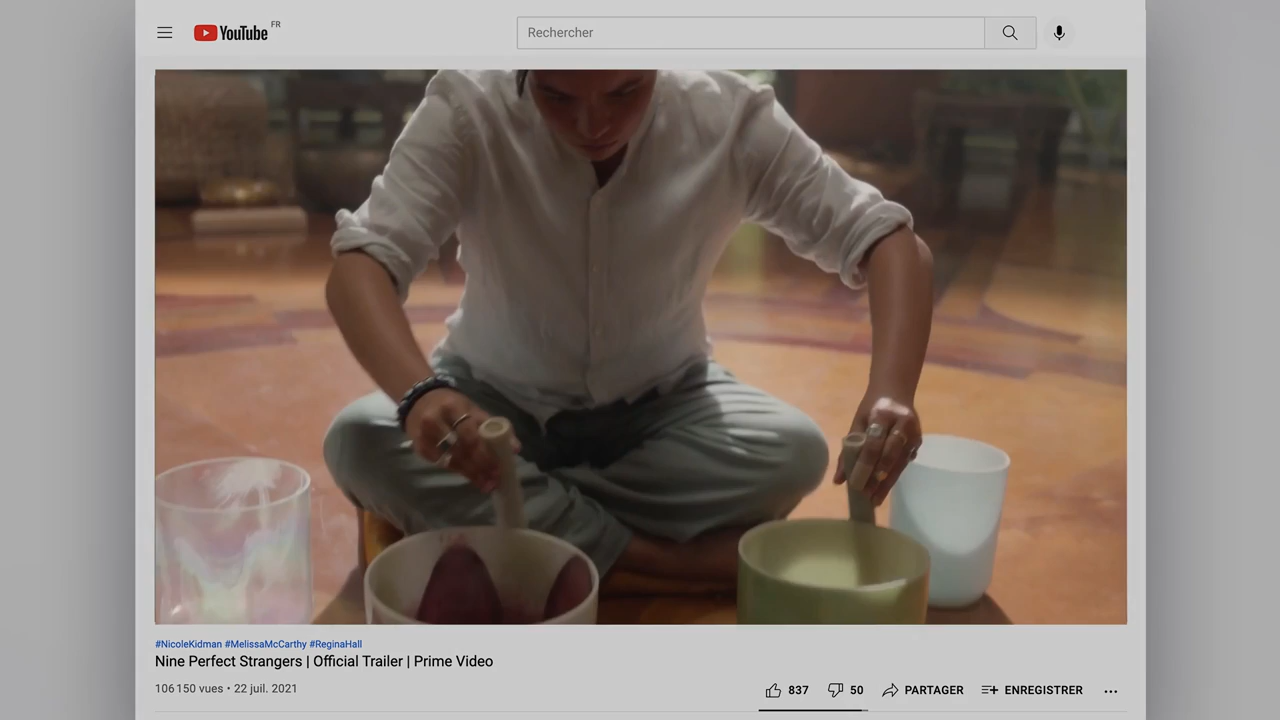 YouTube FR
Rechercher
#NicoleKidman #MelissaMcCarthy #ReginaHall
Nine Perfect Strangers | Official Trailer | Prime Video
106 150 vues • 22 juil. 2021
837 50 PARTAGER ENREGISTRER